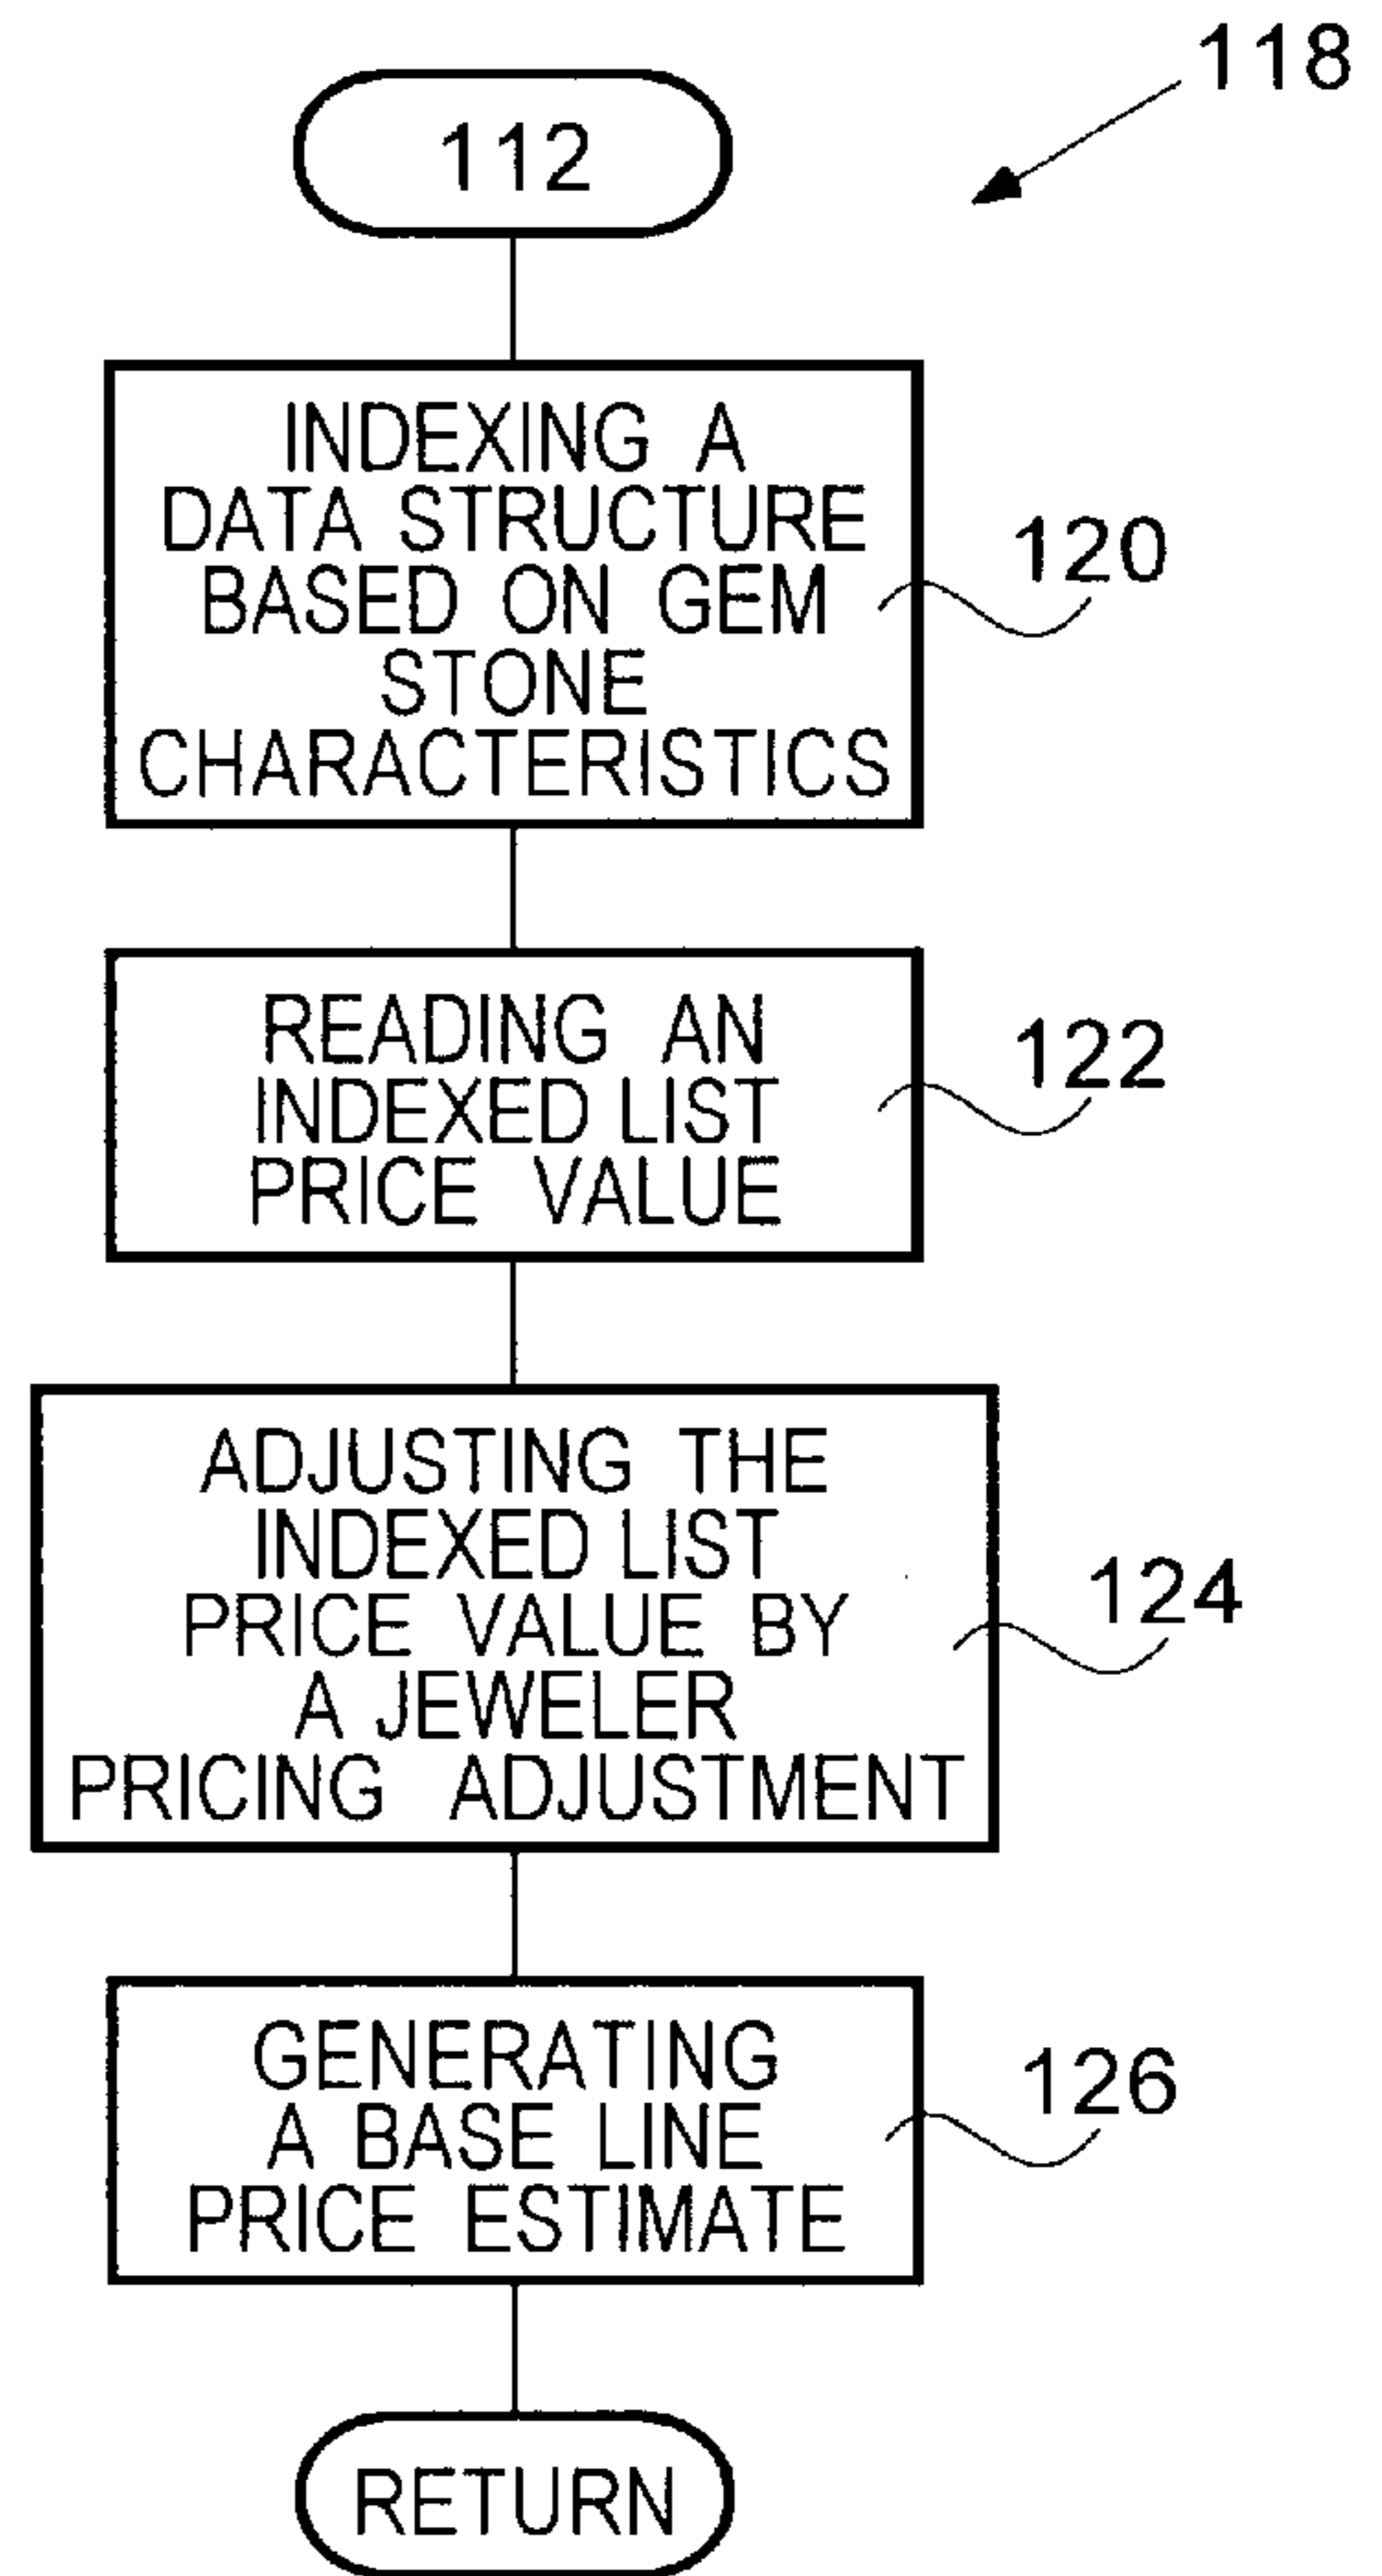 118
112
INDEXING A
DATA STRUCTURE
BASED ON GEM
STONE
CHARACTERISTICS
120
READING AN
INDEXED LIST
PRICE VALUE
122
ADJUSTING THE
INDEXED LIST
PRICE VALUE BY
A JEWELER
PRICING ADJUSTMENT
124
GENERATING
A BASE LINE
PRICE ESTIMATE
126
RETURN